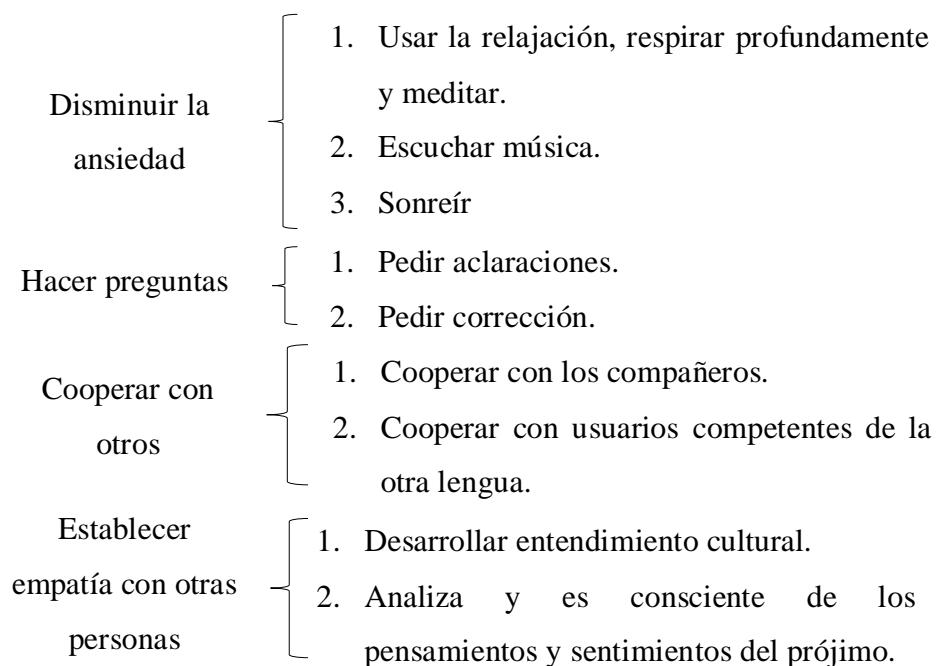 Disminuir la
ansiedad
1. Usar la relajación, respirar profundamente
y meditar.
2. Escuchar música.
3. Sonreír
Hacer preguntas
1. Pedir aclaraciones.
2. Pedir corrección.
Cooperar con
otros
1. Cooperar con los compañeros.
2. Cooperar con usuarios competentes de la
otra lengua.
Establecer
empatía con otras
personas
1. Desarrollar entendimiento cultural.
2. Analiza y es consciente de los
pensamientos y sentimientos del prójimo.